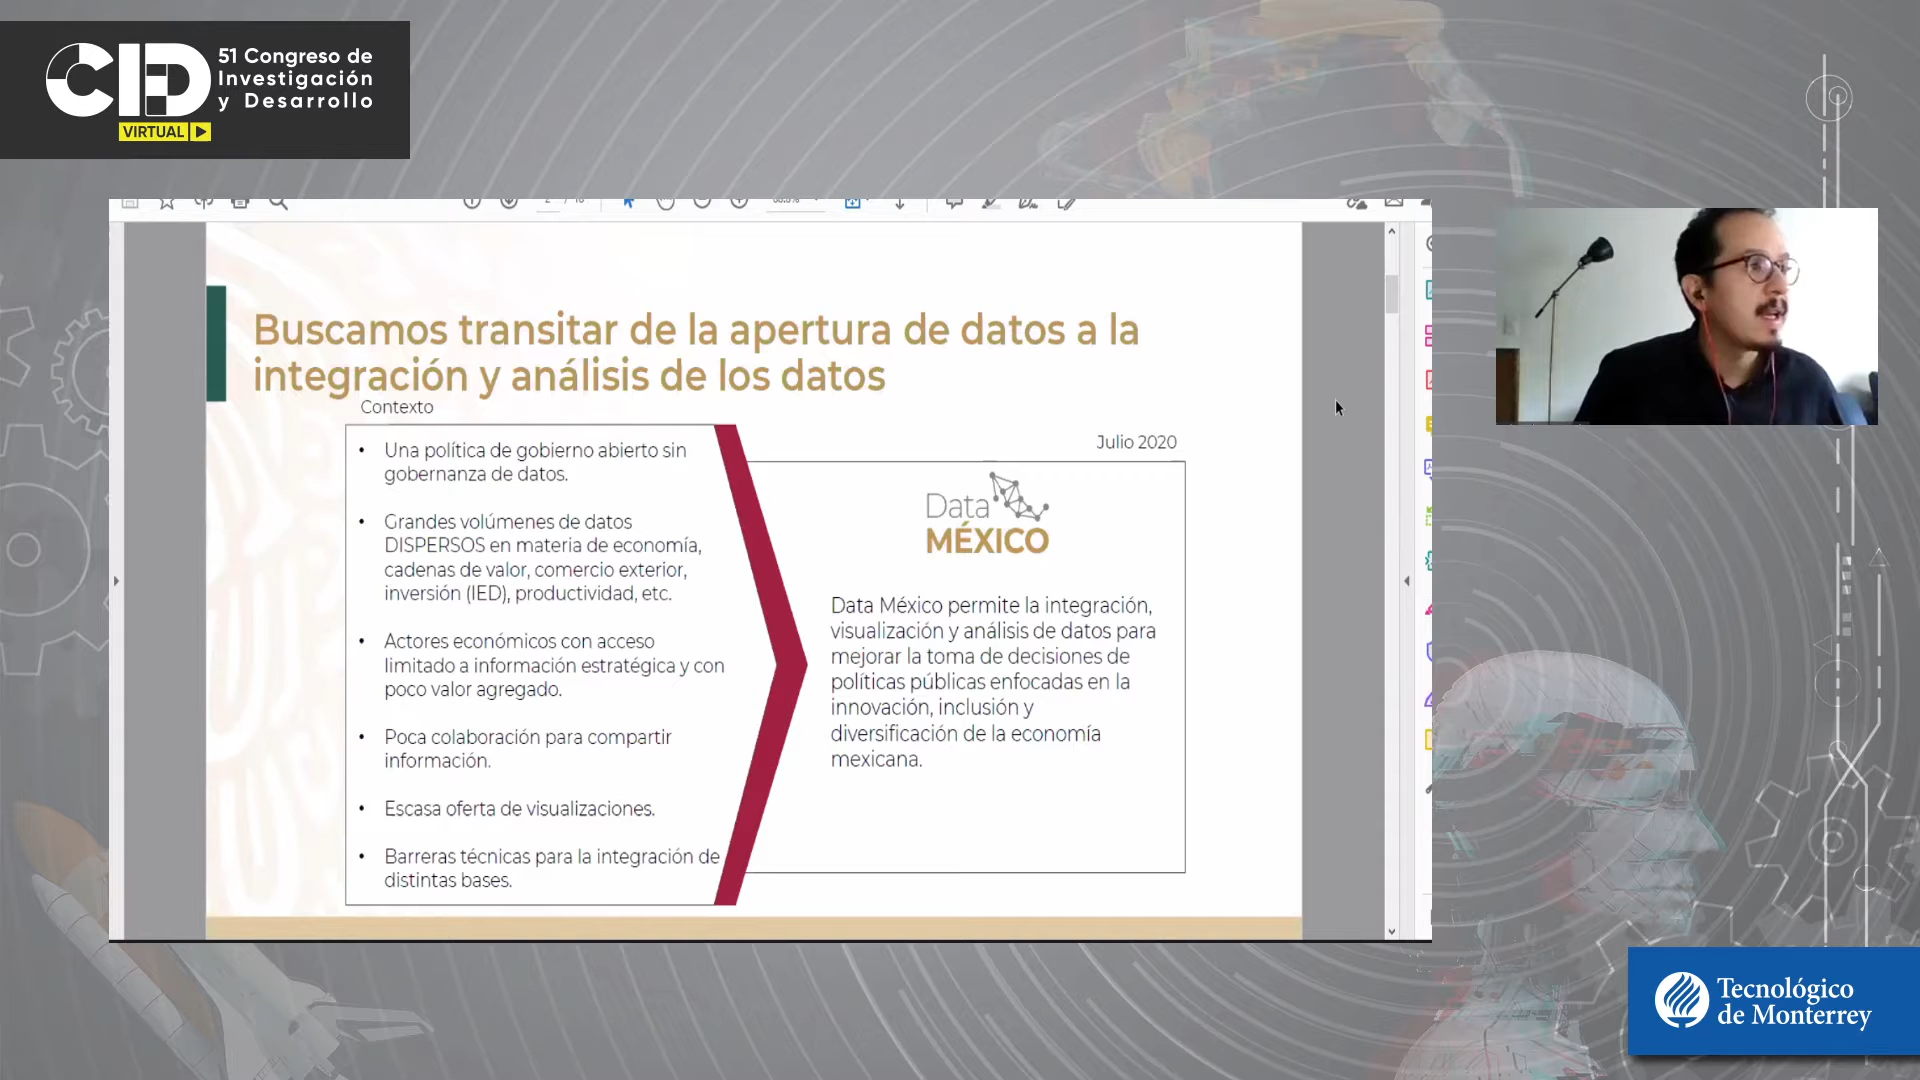 CID
51 Congreso de
Investigación
y Desarrollo
VIRTUAL
Buscamos transitar de la apertura de datos a la
integración y análisis de los datos
Contexto
• Una política de gobierno abierto sin
gobernanza de datos.
• Grandes volúmenes de datos
DISPERSOS en materia de economía,
cadenas de valor, comercio exterior,
inversión (IED), productividad, etc.
• Actores económicos con acceso
limitado a información estratégica y con
poco valor agregado.
• Poca colaboración para compartir
información.
• Escasa oferta de visualizaciones.
• Barreras técnicas para la integración de
distintas bases.
Julio 2020
Data
MÉXICO
Data México permite la integración,
visualización y análisis de datos para
mejorar la toma de decisiones de
políticas públicas enfocadas en la
innovación, inclusión y
diversificación de la economía
mexicana.
Tecnológico
de Monterrey